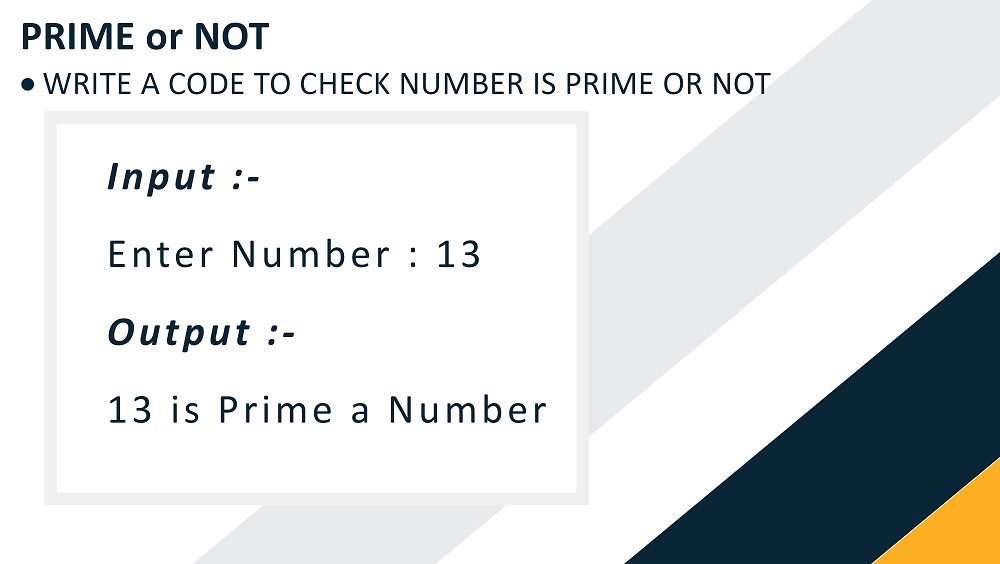 PRIME or NOT
• WRITE A CODE TO CHECK NUMBER IS PRIME OR NOT
Input :-
Enter Number : 13
Output :-
13 is Prime a Number